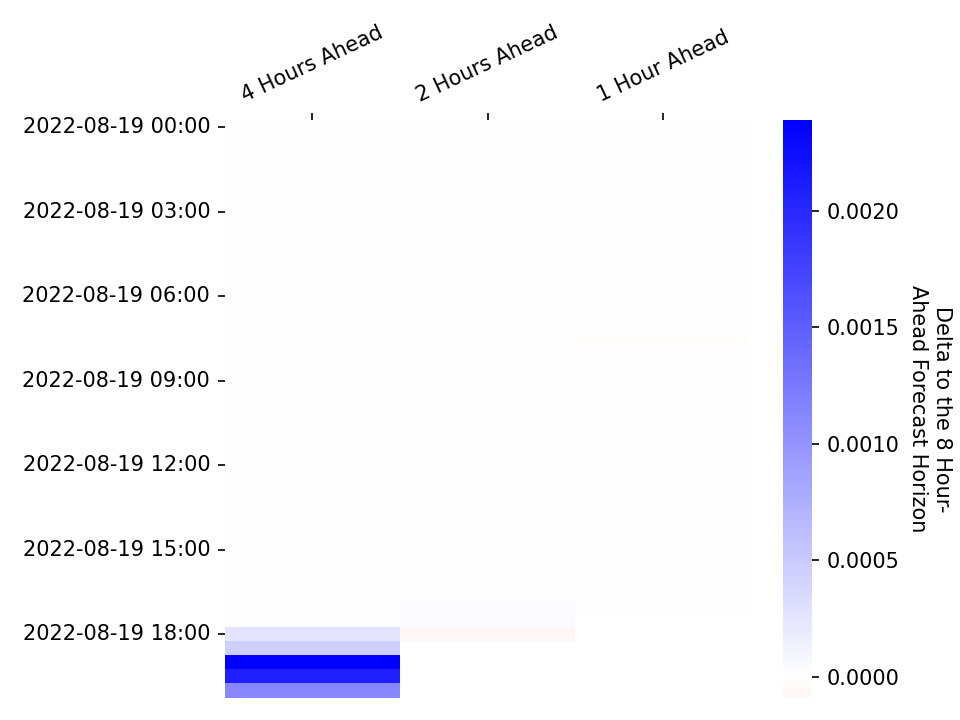 4 Hours Ahead
2 Hours Ahead
1 Hour Ahead
2022-08-19 00:00
2022-08-19 03:00
2022-08-19 06:00
2022-08-19 09:00
2022-08-19 12:00
2022-08-19 15:00
2022-08-19 18:00
0.0020
0.0015
0.0010
0.0005
0.0000
Delta to the 8 Hour-
Ahead Forecast Horizon